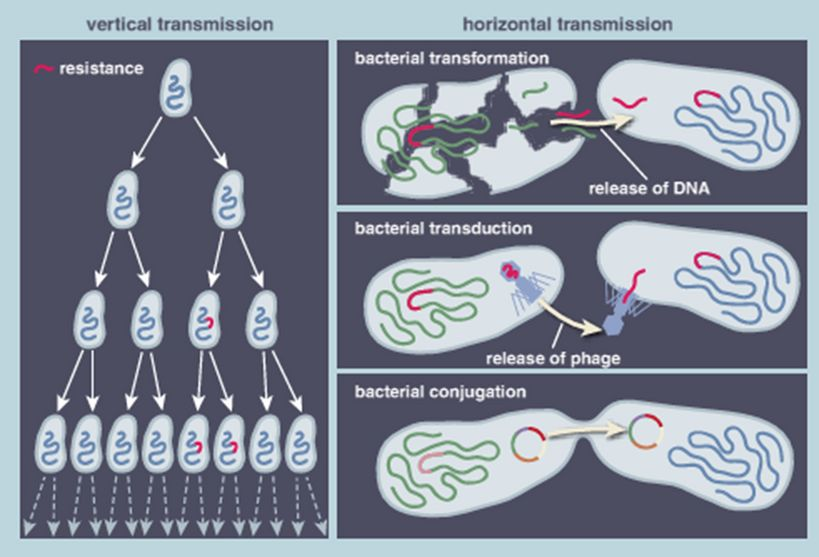 vertical transmission
horizontal transmission
resistance
bacterial transformation
release of DNA
bacterial transduction
release of phage
bacterial conjugation